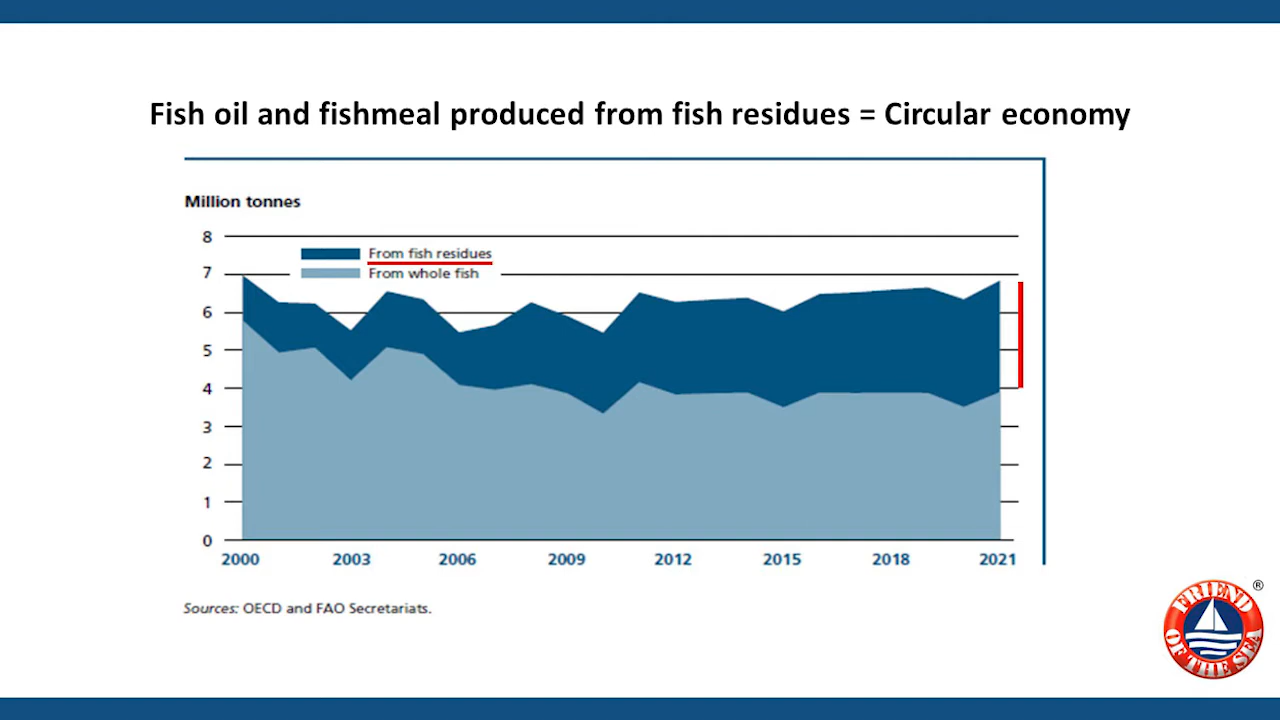 Fish oil and fishmeal produced from fish residues = Circular economy
Million tonnes
8
From fish residues
7
From whole fish
6
5
4
3
2
1
0
2000 2003 2006 2009 2012 2015 2018 2021
Sources: OECD and FAO Secretariats.
®
FRIEND
OF THE SEA